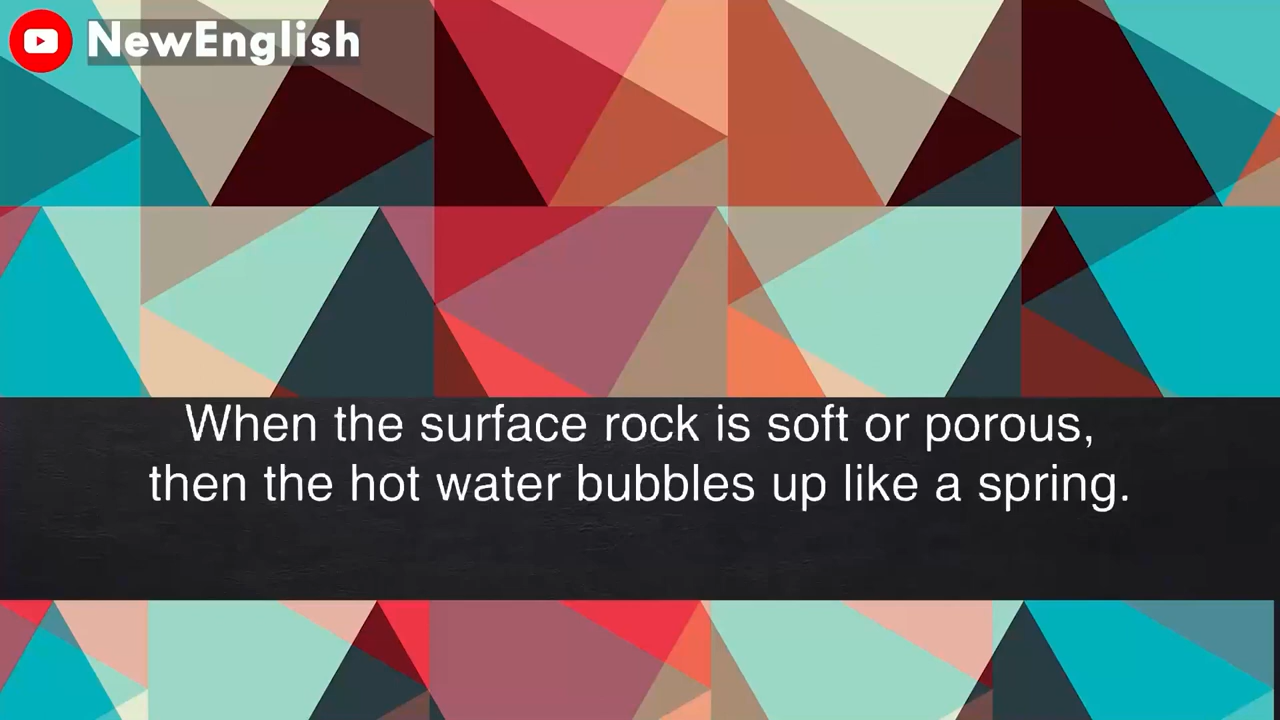 NewEnglish
When the surface rock is soft or porous,
then the hot water bubbles up like a spring.